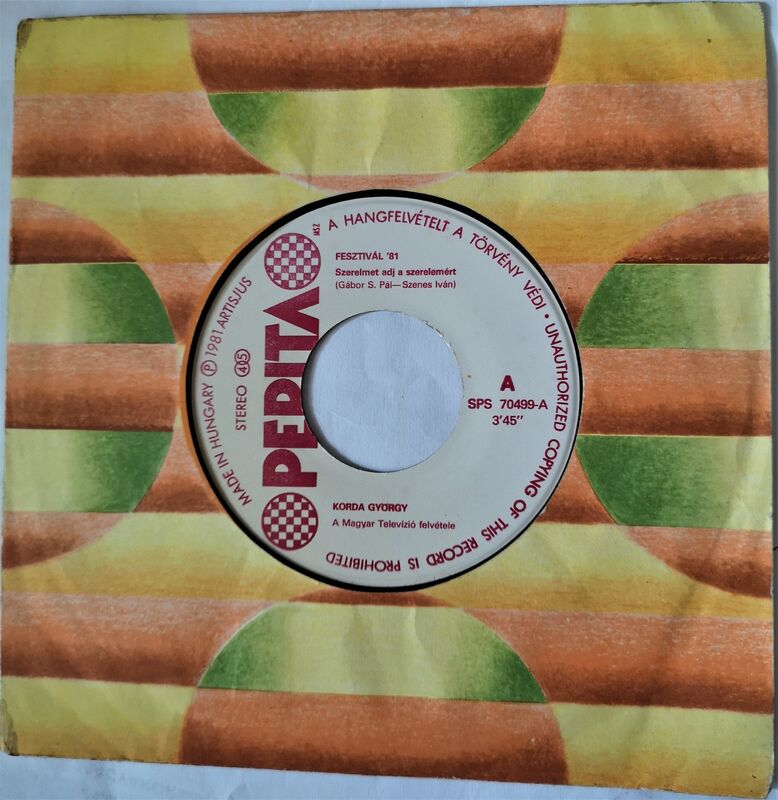 A HANGFELVÉTELT A TÖRVÉNY VÉDI • UNAUTHORIZED COPYING OF THIS RECORD IS PROHIBITED
MSZ
FESZTIVÁL '81
Szerelmet adj a szerelemért
(Gábor S. Pál—Szenes Iván)
PEPITA
MADE IN HUNGARY Ⓟ 1981 ARTISJUS
STEREO 405
A
SPS 70499-A
3'45''
KORDA GYÖRGY
A Magyar Televízió felvétele